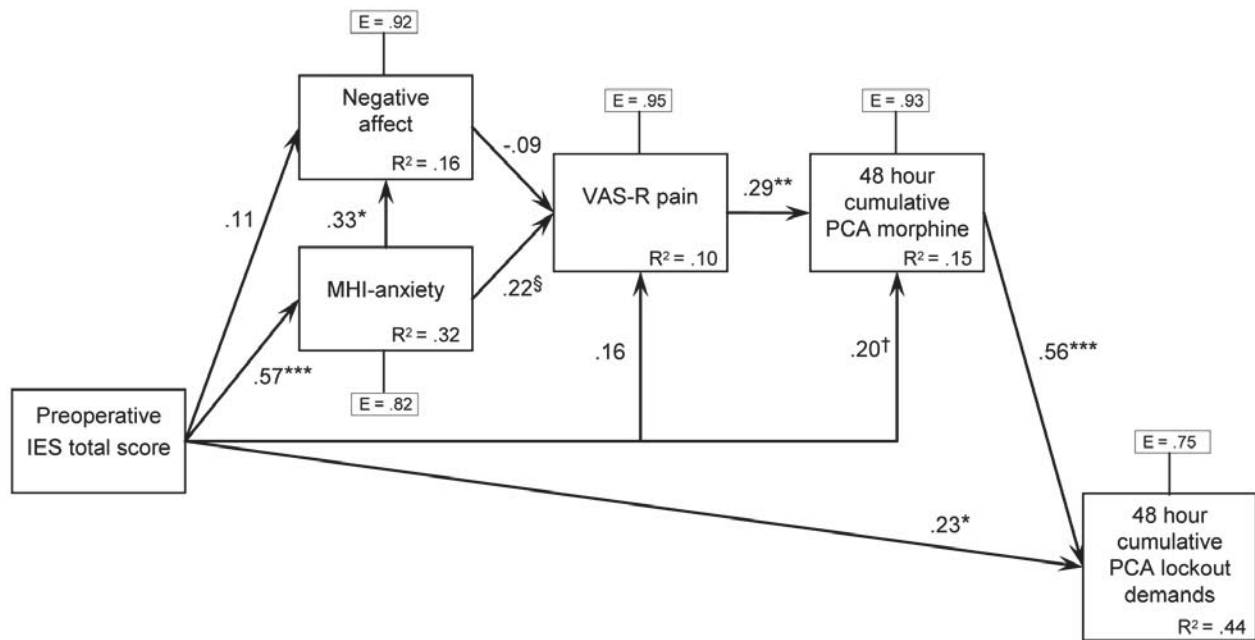 E = .92
Negative
affect
R² = .16
E = .95
E = .93
-.09
VAS-R pain
R² = .10
.29**
48 hour
cumulative
PCA morphine
R² = .15
.11
.33*
MHI-anxiety
R² = .32
.22§
.57***
E = .82
.16
.20†
.56***
Preoperative
IES total score
E = .75
.23*
48 hour
cumulative
PCA lockout
demands
R² = .44